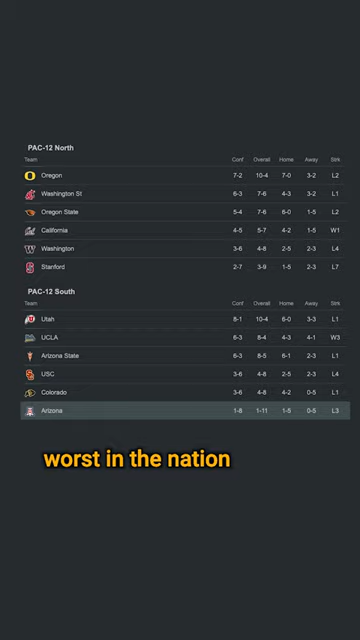 PAC-12 North
Team Conf Overall Home Away Strk
Oregon 7-2 10-4 7-0 3-2 L2
Washington St 6-3 7-6 4-3 3-2 L1
Oregon State 5-4 7-6 6-0 1-5 L2
California 4-5 5-7 4-2 1-5 W1
Washington 3-6 4-8 2-5 2-3 L4
Stanford 2-7 3-9 1-5 2-3 L7
PAC-12 South
Team Conf Overall Home Away Strk
Utah 8-1 10-4 6-0 3-3 L1
UCLA 6-3 8-4 4-3 4-1 W3
Arizona State 6-3 8-5 6-1 2-3 L1
USC 3-6 4-8 2-5 2-3 L4
Colorado 3-6 4-8 4-2 0-5 L1
Arizona 1-8 1-11 1-5 0-5 L3
worst in the nation